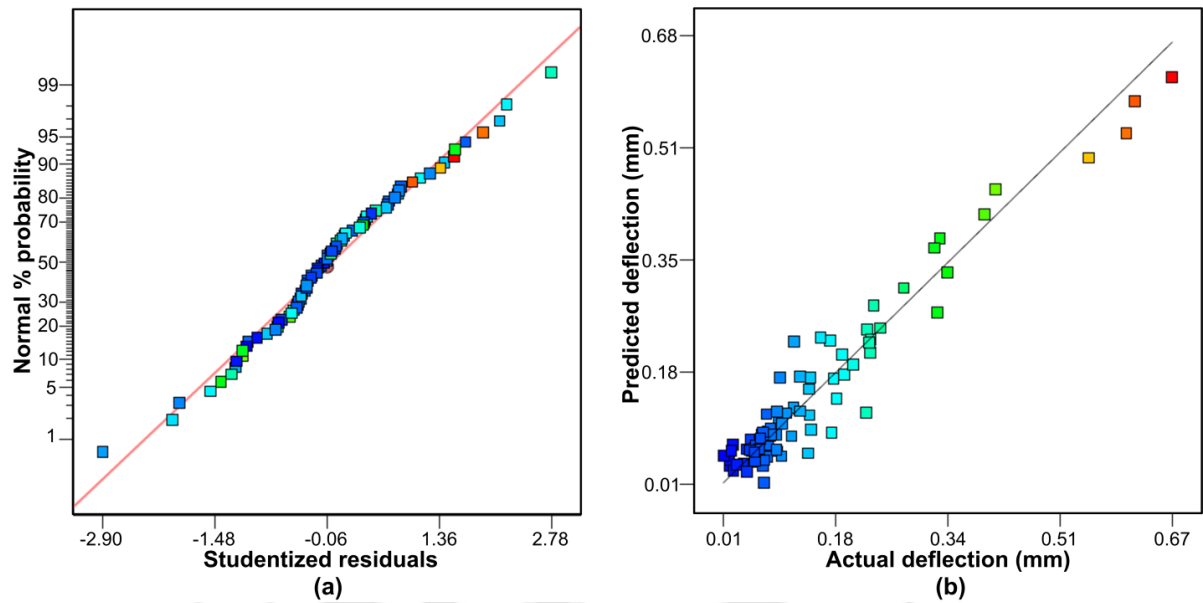 Normal % probability
99
95
90
80
70
50
30
20
10
5
1
-2.90 -1.48 -0.06 1.36 2.78
Studentized residuals
(a)
Predicted deflection (mm)
0.68
0.51
0.35
0.18
0.01
0.01 0.18 0.34 0.51 0.67
Actual deflection (mm)
(b)